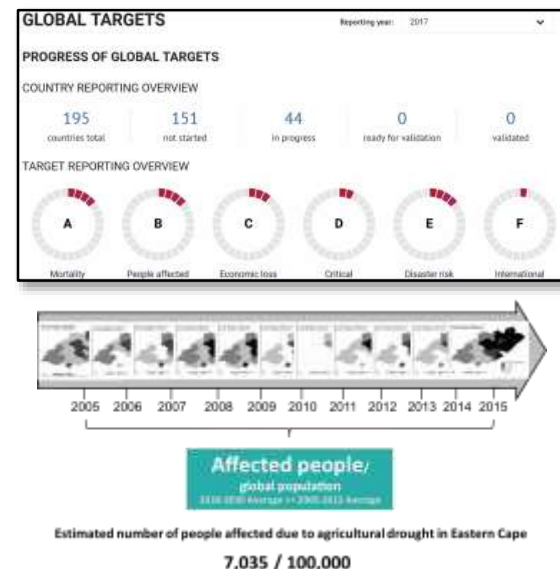 GLOBAL TARGETS
Reporting year: 2017
PROGRESS OF GLOBAL TARGETS
COUNTRY REPORTING OVERVIEW
195 151 44 0 0
countries total not started in progress ready for validation validated
TARGET REPORTING OVERVIEW
A B C D E F
Mortality People affected Economic loss Critical Disaster risk International
2005 2006 2007 2008 2009 2010 2011 2012 2013 2014 2015
Affected people/
global population
Estimated number of people affected due to agricultural drought in Eastern Cape
7,035 / 100,000